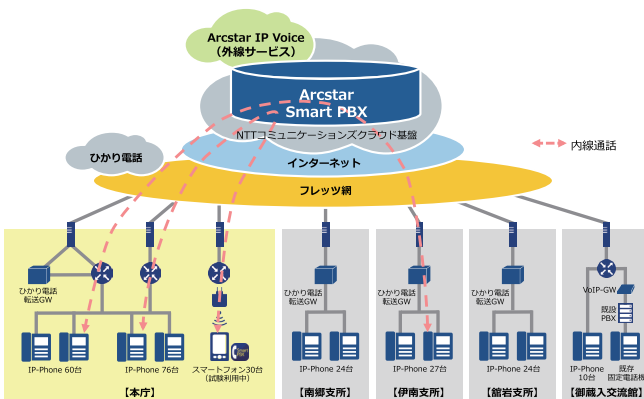 Arcstar IP Voice
（外線サービス）
Arcstar
Smart PBX
NTTコミュニケーションズクラウド基盤
内線通話
ひかり電話
インターネット
フレッツ網
ひかり電話
転送GW
ひかり電話
転送GW
ひかり電話
転送GW
ひかり電話
転送GW
VoIP-GW
既設
PBX
IP-Phone 60台
IP-Phone 76台
スマートフォン30台
（試験利用中）
IP-Phone 24台
IP-Phone 27台
IP-Phone 24台
IP-Phone
10台
既存
固定電話機
【本庁】
【南郷支所】
【伊南支所】
【舘岩支所】
【御蔵入交流館】